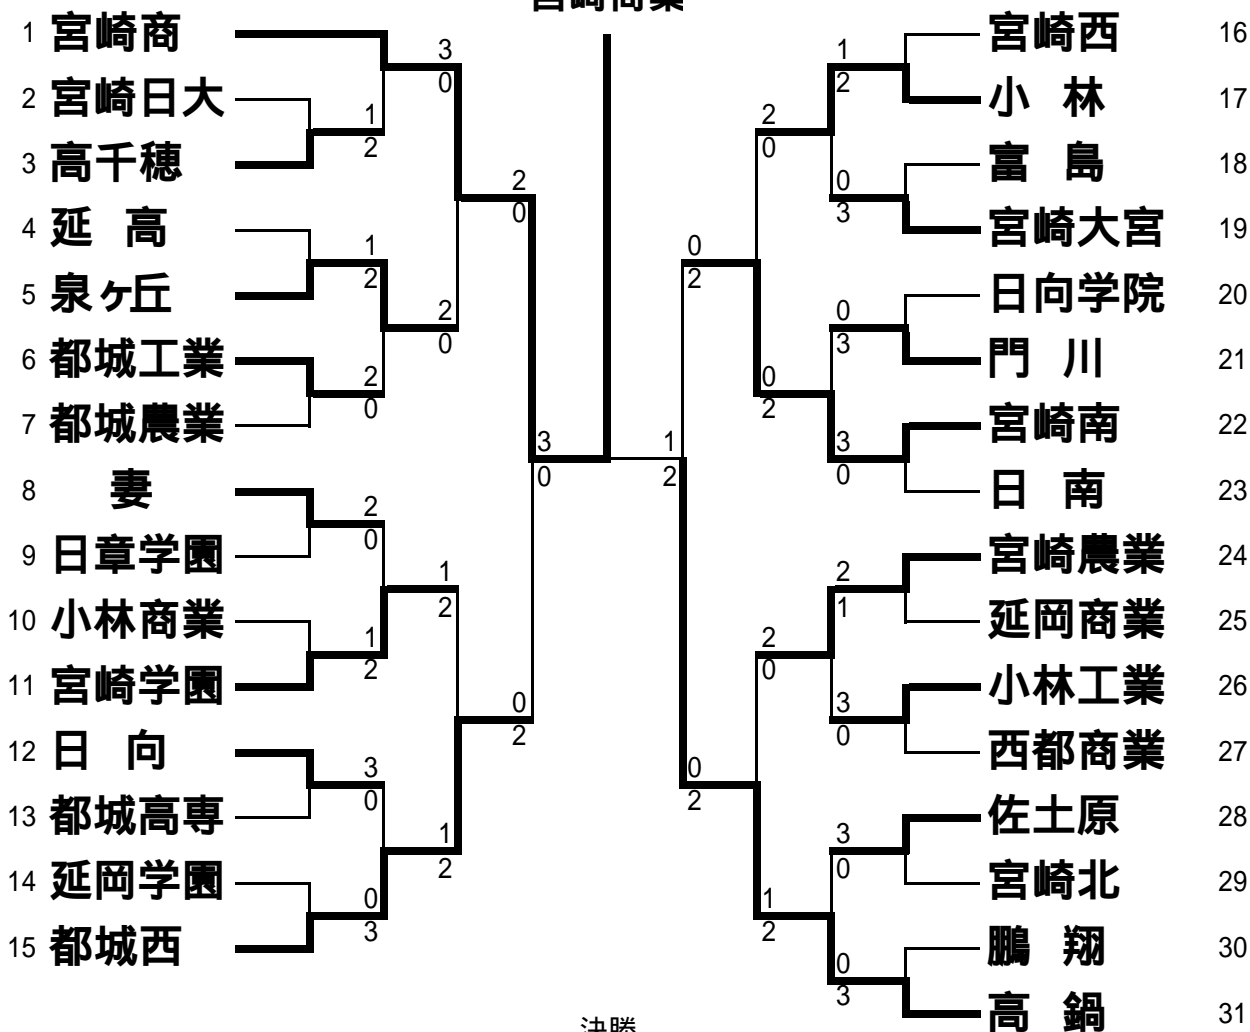 宮崎商業
1 宮崎商
2 宮崎日大
3 高千穂
4 延 高
5 泉ヶ丘
6 都城工業
7 都城農業
8 妻
9 日章学園
10 小林商業
11 宮崎学園
12 日 向
13 都城高専
14 延岡学園
15 都城西
1
2
1
2
2
0
2
0
1
2
3
0
0
3
3
0
2
0
1
2
1
2
2
0
0
2
3
0
1
2
0
2
0
2
2
0
0
2
2
0
1
2
1
2
0
3
0
3
3
0
2
1
3
0
3
0
0
3
宮崎西 16
小 林 17
富 島 18
宮崎大宮 19
日向学院 20
門 川 21
宮崎南 22
日 南 23
宮崎農業 24
延岡商業 25
小林工業 26
西都商業 27
佐土原 28
宮崎北 29
鵬 翔 30
高 鍋 31
決勝